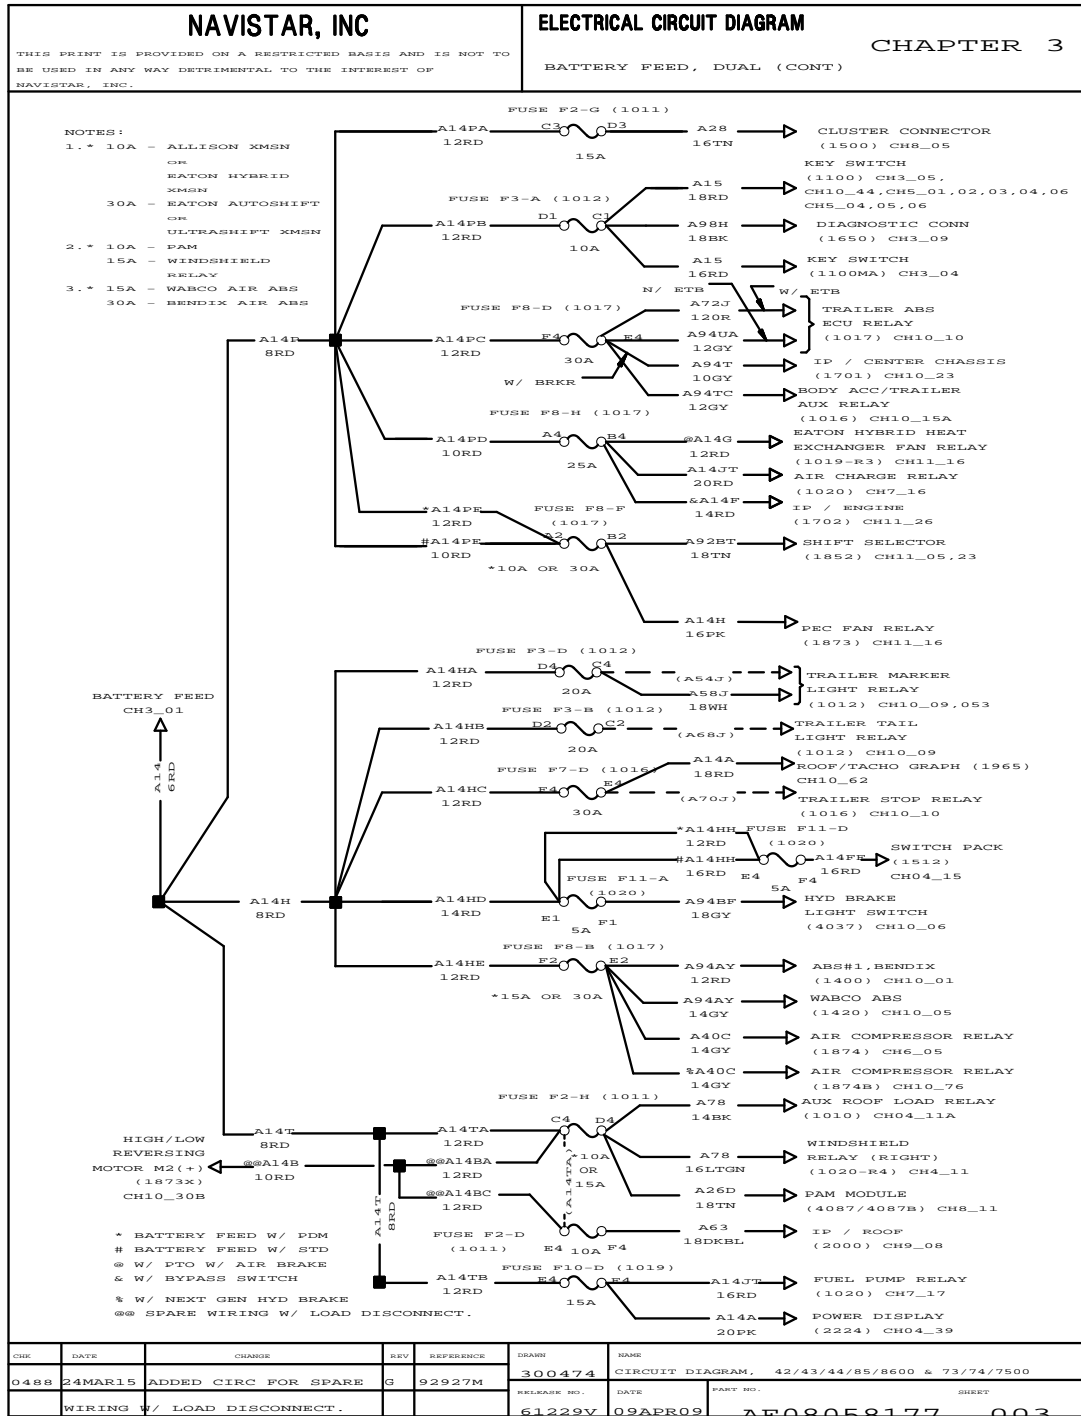 NAVISTAR, INC
THIS PRINT IS PROVIDED ON A RESTRICTED BASIS AND IS NOT TO
BE USED IN ANY WAY DETRIMENTAL TO THE INTEREST OF
NAVISTAR, INC.
ELECTRICAL CIRCUIT DIAGRAM
CHAPTER 3
BATTERY FEED, DUAL (CONT)
NOTES:
1.* 10A - ALLISON XMSN
OR
EATON HYBRID
XMSN
30A - EATON AUTOSHIFT
OR
ULTRASHIFT XMSN
2.* 10A - PAM
15A - WINDSHIELD
RELAY
3.* 15A - WABCO AIR ABS
30A - BENDIX AIR ABS
FUSE F2-G (1011)
A14PA
12RD
C3
D3
15A
A28
16TN
CLUSTER CONNECTOR
(1500) CH8_05
KEY SWITCH
(1100) CH3_05,
CH10_44,CH5_01,02,03,04,06
CH5_04,05,06
A15
18RD
FUSE F3-A (1012)
A14PB
12RD
D1
C1
10A
A98H
18BK
DIAGNOSTIC CONN
(1650) CH3_09
A15
16RD
KEY SWITCH
(1100MA) CH3_04
N/ ETB
W/ ETB
FUSE F8-D (1017)
A72J
12OR
TRAILER ABS
ECU RELAY
(1017) CH10_10
A14P
8RD
A14PC
12RD
F4
E4
30A
A94UA
12GY
A94T
10GY
IP / CENTER CHASSIS
(1701) CH10_23
W/ BRKR
A94TC
12GY
BODY ACC/TRAILER
AUX RELAY
(1016) CH10_15A
FUSE F8-H (1017)
A14PD
10RD
A4
B4
25A
@A14G
12RD
EATON HYBRID HEAT
EXCHANGER FAN RELAY
(1019-R3) CH11_16
A14JT
20RD
AIR CHARGE RELAY
(1020) CH7_16
&A14F
14RD
IP / ENGINE
(1702) CH11_26
*A14PE
12RD
FUSE F8-F
(1017)
#A14PE
10RD
A2
B2
*10A OR 30A
A92BT
18TN
SHIFT SELECTOR
(1852) CH11_05,23
A14H
16PK
PEC FAN RELAY
(1873) CH11_16
FUSE F3-D (1012)
A14HA
12RD
D4
C4
20A
(A54J)
A58J
18WH
TRAILER MARKER
LIGHT RELAY
(1012) CH10_09,053
BATTERY FEED
CH3_01
A14
6RD
FUSE F3-B (1012)
A14HB
12RD
D2
C2
20A
(A68J)
TRAILER TAIL
LIGHT RELAY
(1012) CH10_09
FUSE F7-D (1016)
A14HC
12RD
F4
E4
30A
A14A
18RD
ROOF/TACHO GRAPH (1965)
CH10_62
(A70J)
TRAILER STOP RELAY
(1016) CH10_10
*A14HH
12RD
#A14HH
16RD
FUSE F11-D
(1020)
E4
F4
5A
A14FF
16RD
SWITCH PACK
(1512)
CH04_15
A14H
8RD
FUSE F11-A
(1020)
A14HD
14RD
E1
F1
5A
A94BF
18GY
HYD BRAKE
LIGHT SWITCH
(4037) CH10_06
FUSE F8-B (1017)
A14HE
12RD
F2
E2
*15A OR 30A
A94AY
12RD
ABS#1,BENDIX
(1400) CH10_01
A94AY
14GY
WABCO ABS
(1420) CH10_05
A40C
14GY
AIR COMPRESSOR RELAY
(1874) CH6_05
%A40C
14GY
AIR COMPRESSOR RELAY
(1874B) CH10_76
FUSE F2-H (1011)
A78
14BK
AUX ROOF LOAD RELAY
(1010) CH04_11A
A14T
8RD
A14TA
12RD
C4
D4
*10A
OR
15A
HIGH/LOW
REVERSING
MOTOR M2(+)
(1873X)
CH10_30B
@@A14B
10RD
@@A14BA
12RD
A78
16LTGN
WINDSHIELD
RELAY (RIGHT)
(1020-R4) CH4_11
@@A14BC
12RD
(A14TA)
A26D
18TN
PAM MODULE
(4087/4087B) CH8_11
A14T
8RD
FUSE F2-D
(1011)
E4
10A
F4
A63
18DKBL
IP / ROOF
(2000) CH9_08
* BATTERY FEED W/ PDM
# BATTERY FEED W/ STD
@ W/ PTO W/ AIR BRAKE
& W/ BYPASS SWITCH
% W/ NEXT GEN HYD BRAKE
@@ SPARE WIRING W/ LOAD DISCONNECT.
FUSE F10-D (1019)
A14TB
12RD
E4
F4
15A
A14JT
16RD
FUEL PUMP RELAY
(1020) CH7_17
A14A
20PK
POWER DISPLAY
(2224) CH04_39
CHK DATE CHANGE REV REFERENCE
0488 24MAR15 ADDED CIRC FOR SPARE G 92927M
WIRING W/ LOAD DISCONNECT.
DRAWN
300474
NAME
CIRCUIT DIAGRAM, 42/43/44/85/8600 & 73/74/7500
RELEASE NO.
61229V
DATE
09APR09
PART NO.
AF08058177
SHEET
003